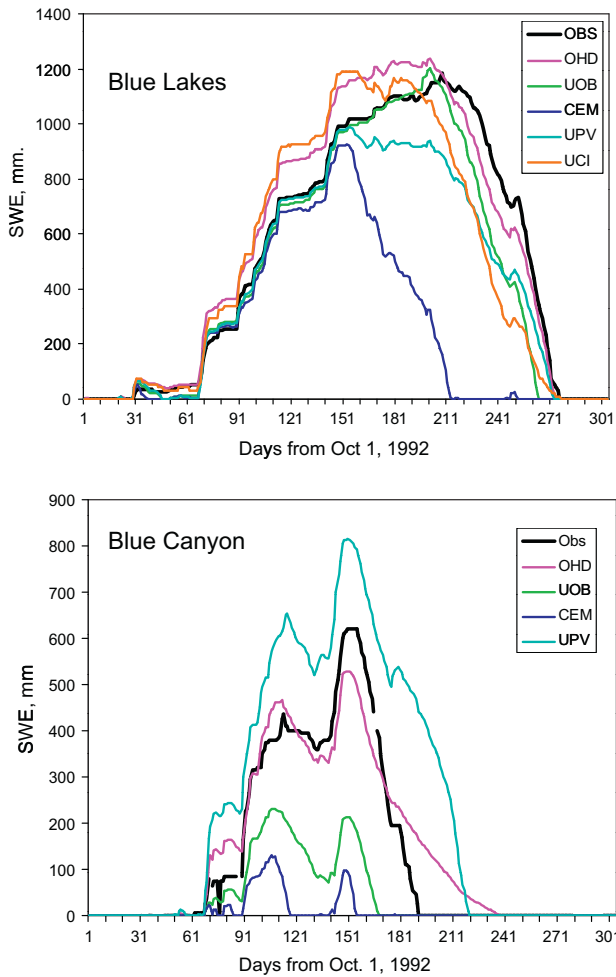 Blue Lakes
OBS
OHD
UOB
CEM
UPV
UCI
1400
1200
1000
800
600
400
200
0
SWE, mm.
1 31 61 91 121 151 181 211 241 271 301
Days from Oct 1, 1992
Blue Canyon
Obs
OHD
UOB
CEM
UPV
900
800
700
600
500
400
300
200
100
0
SWE, mm
1 31 61 91 121 151 181 211 241 271 301
Days from Oct. 1, 1992